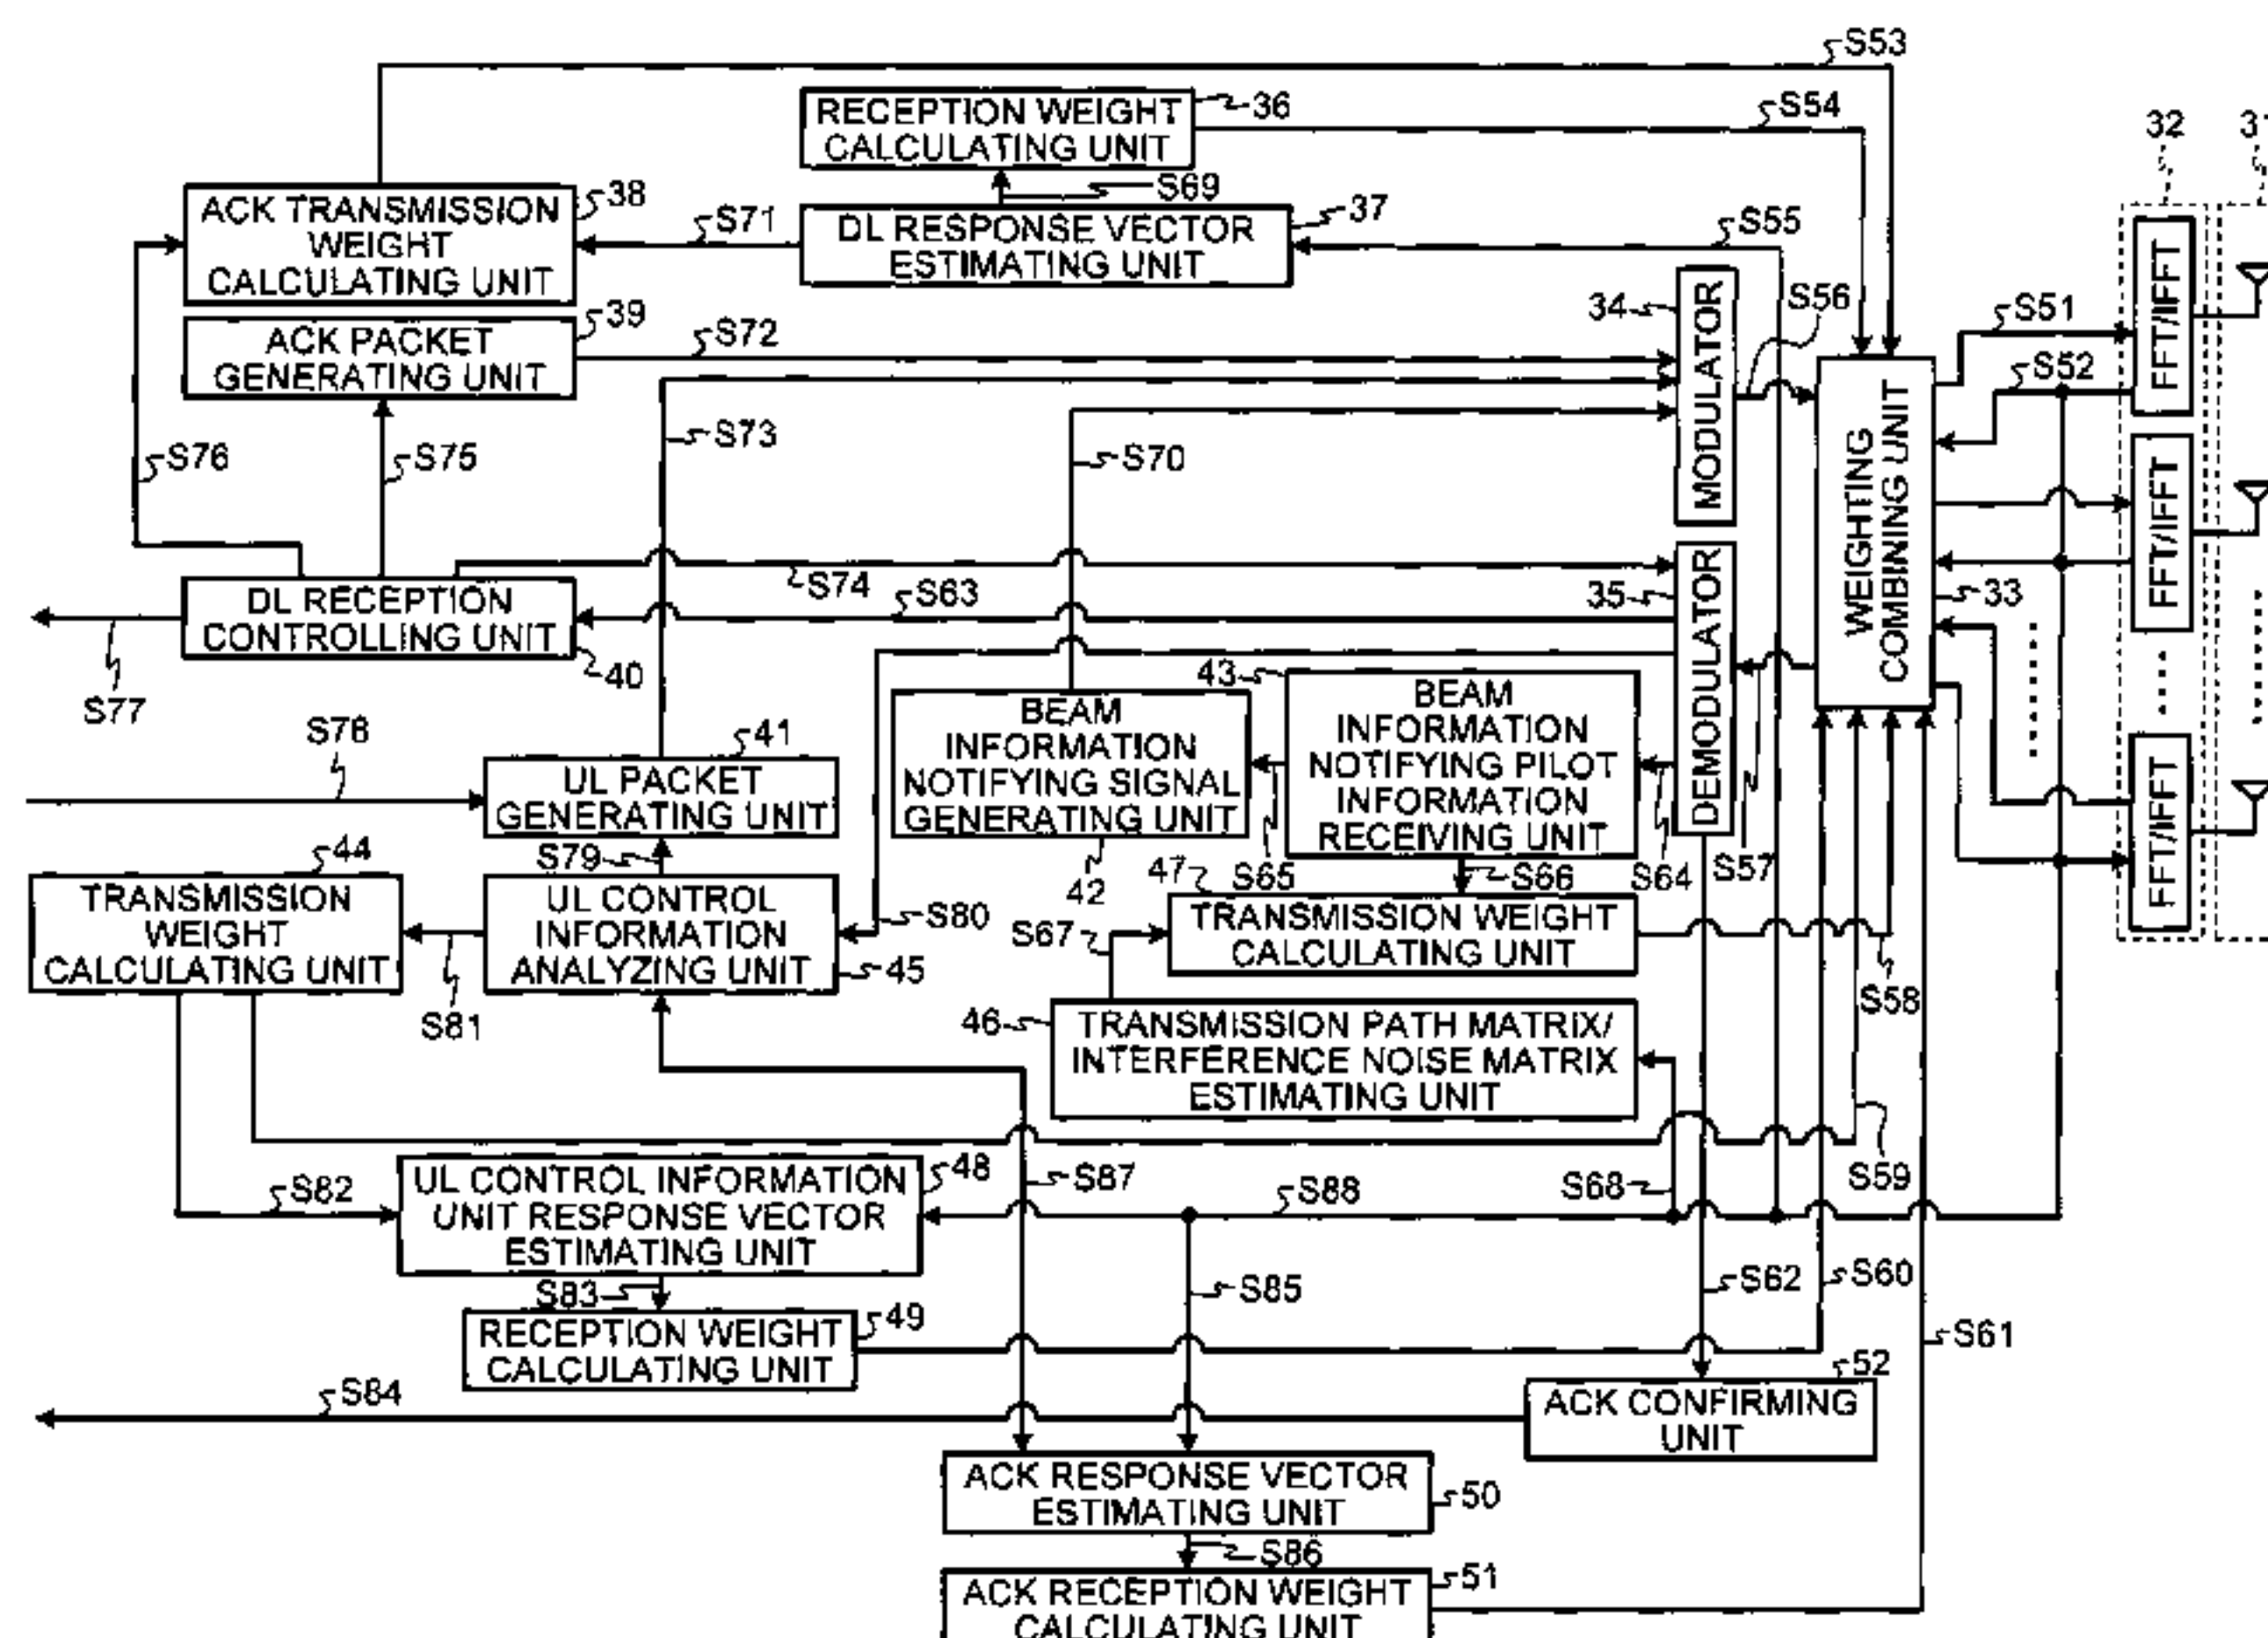 S53
RECEPTION WEIGHT
CALCULATING UNIT
36
S54
32
S69
ACK TRANSMISSION
WEIGHT
CALCULATING UNIT
38
S71
DL RESPONSE VECTOR
ESTIMATING UNIT
37
S55
34
MODULATOR
S56
S51
FFT/IFFT
ACK PACKET
GENERATING UNIT
39
S72
S52
S73
S70
S76
S75
WEIGHTING
COMBINING UNIT
33
FFT/IFFT
S74
S63
35
DEMODULATOR
DL RECEPTION
CONTROLLING UNIT
40
S77
43
BEAM
INFORMATION
NOTIFYING SIGNAL
GENERATING UNIT
42
BEAM
INFORMATION
NOTIFYING PILOT
INFORMATION
RECEIVING UNIT
S78
41
UL PACKET
GENERATING UNIT
FFT/IFFT
S79
S65
S66
S64
S57
44
TRANSMISSION
WEIGHT
CALCULATING UNIT
UL CONTROL
INFORMATION
ANALYZING UNIT
45
S80
47
TRANSMISSION WEIGHT
CALCULATING UNIT
S67
S58
S81
46
TRANSMISSION PATH MATRIX/
INTERFERENCE NOISE MATRIX
ESTIMATING UNIT
S82
UL CONTROL INFORMATION
UNIT RESPONSE VECTOR
ESTIMATING UNIT
48
S87
S88
S68
S59
S83
S85
S62
S60
RECEPTION WEIGHT
CALCULATING UNIT
49
S61
S84
52
ACK CONFIRMING
UNIT
ACK RESPONSE VECTOR
ESTIMATING UNIT
50
S86
ACK RECEPTION WEIGHT
CALCULATING UNIT
51